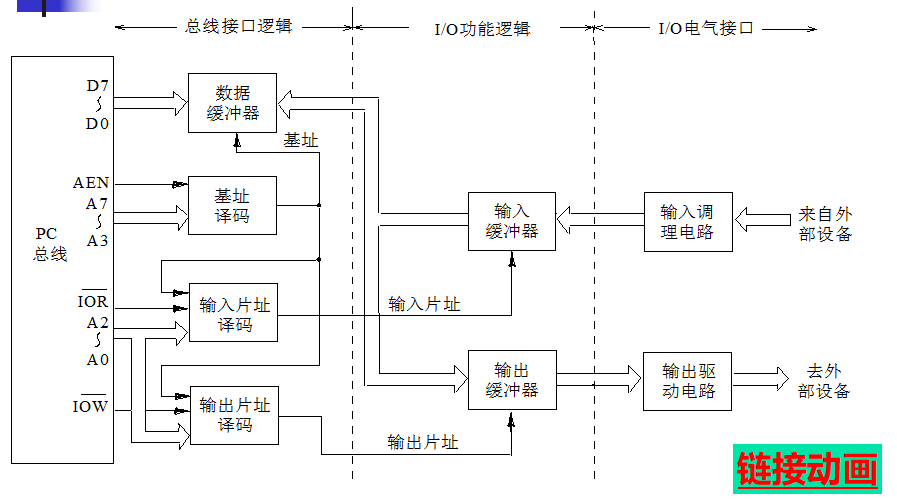 总线接口逻辑
I/O功能逻辑
I/O电气接口
D7
D0
AEN
A7
A3
PC
总线
IOR
A2
A0
IOW
数据
缓冲器
基址
基址
译码
输入片址
译码
输出片址
译码
输入片址
输出片址
输入
缓冲器
输出
缓冲器
输入调
理电路
输出驱
动电路
来自外
部设备
去外
部设备
链接动画